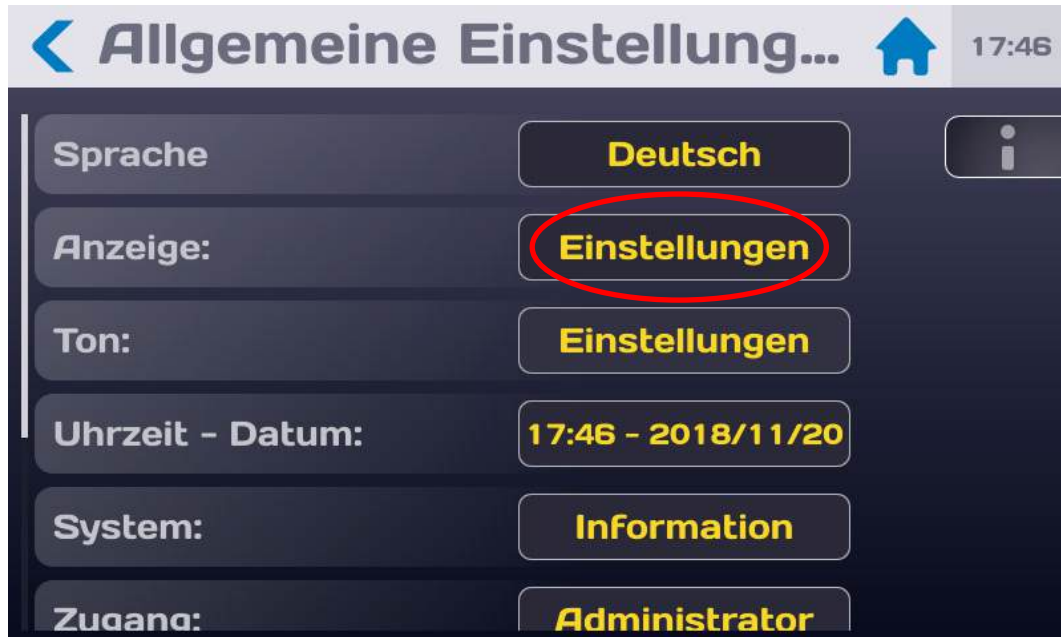 Allgemeine Einstellung... 17:46
Sprache Deutsch
Anzeige: Einstellungen
Ton: Einstellungen
Uhrzeit - Datum: 17:46 - 2018/11/20
System: Information
Zugang: Administrator